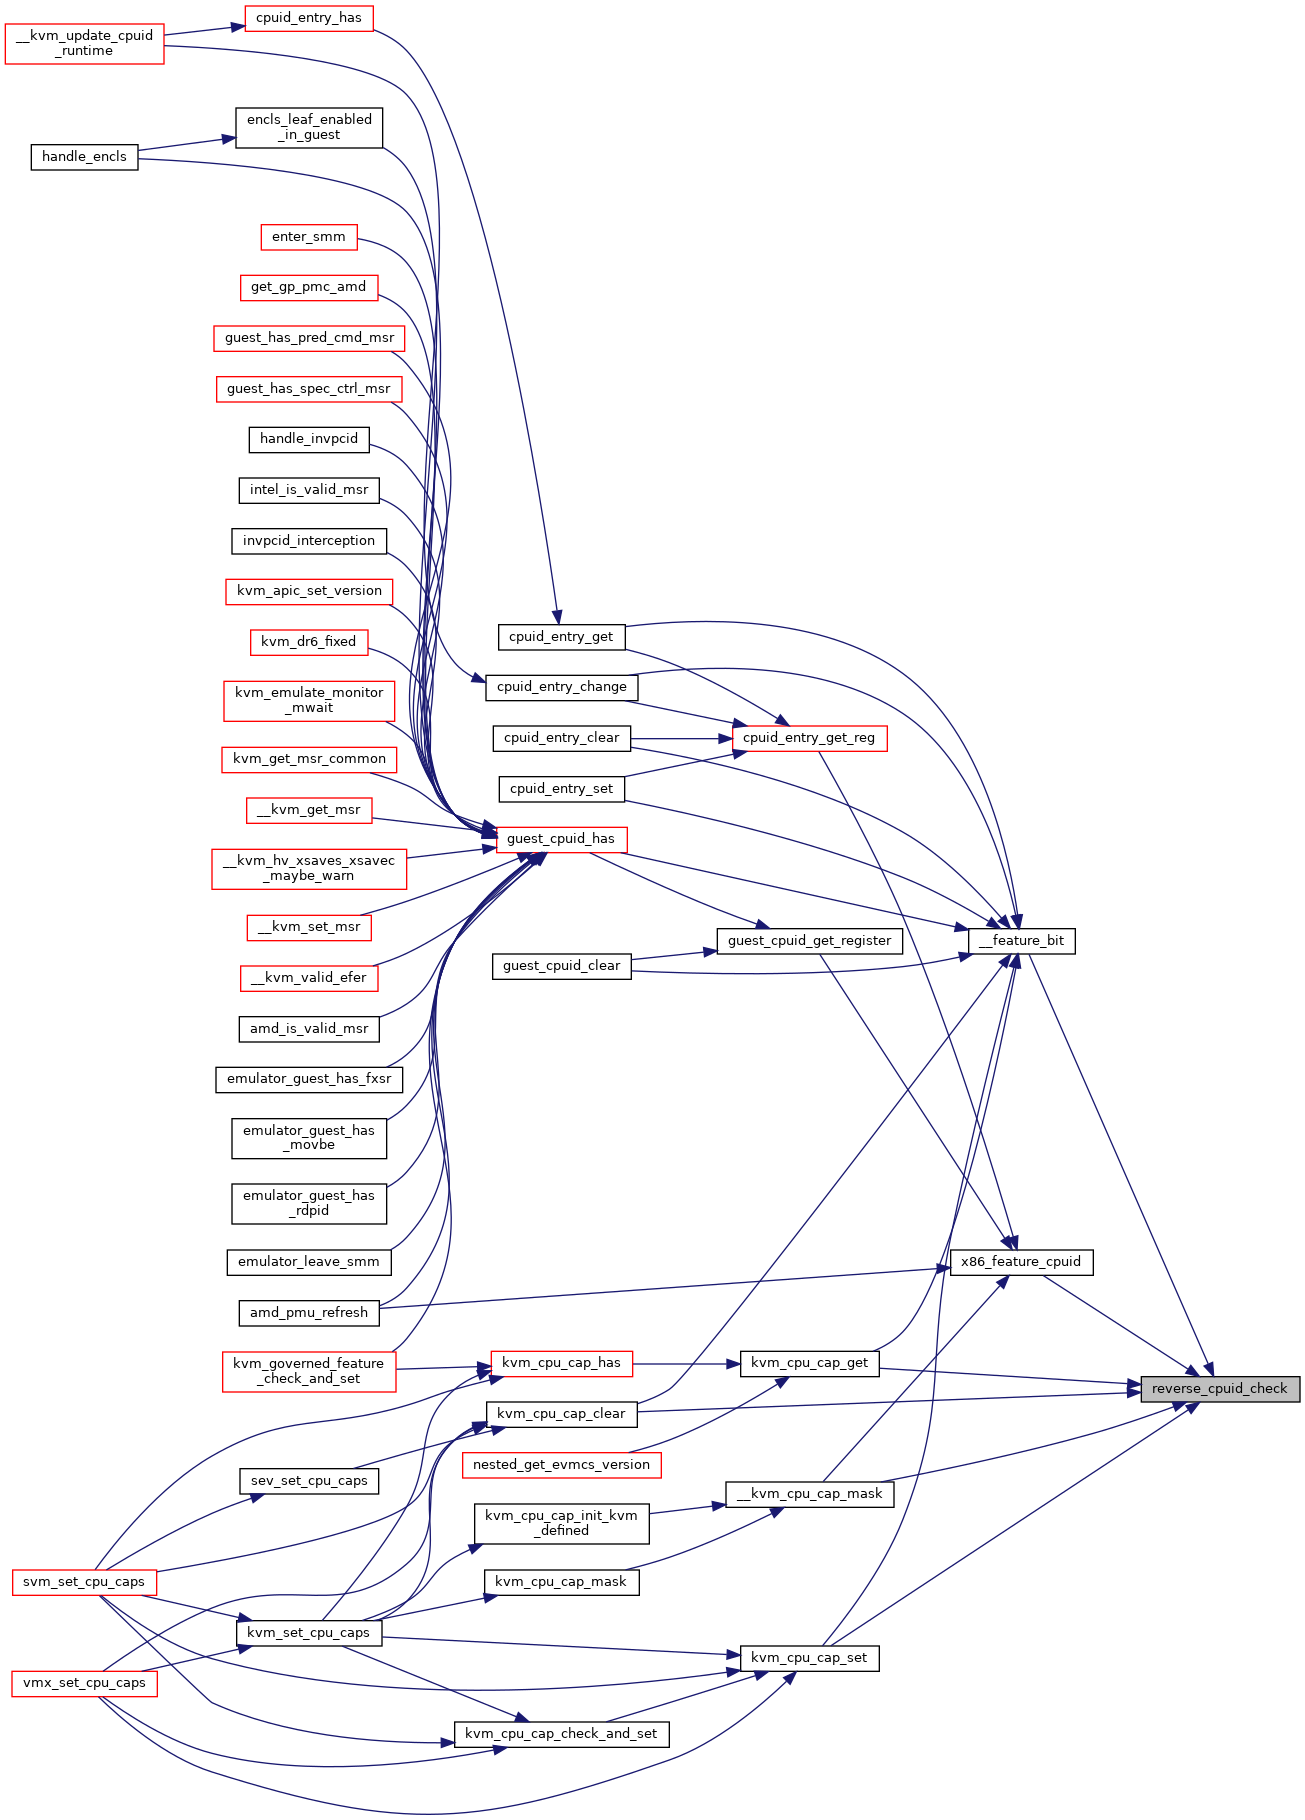 cpuid_entry_has
__kvm_update_cpuid
_runtime
encls_leaf_enabled
_in_guest
handle_encls
enter_smm
get_gp_pmc_amd
guest_has_pred_cmd_msr
guest_has_spec_ctrl_msr
handle_invpcid
intel_is_valid_msr
invpcid_interception
kvm_apic_set_version
kvm_dr6_fixed
kvm_emulate_monitor
_mwait
kvm_get_msr_common
__kvm_get_msr
__kvm_hv_xsaves_xsavec
_maybe_warn
__kvm_set_msr
__kvm_valid_efer
amd_is_valid_msr
emulator_guest_has_fxsr
emulator_guest_has
_movbe
emulator_guest_has
_rdpid
emulator_leave_smm
amd_pmu_refresh
kvm_governed_feature
_check_and_set
sev_set_cpu_caps
svm_set_cpu_caps
kvm_set_cpu_caps
vmx_set_cpu_caps
cpuid_entry_get
cpuid_entry_change
cpuid_entry_clear
cpuid_entry_set
guest_cpuid_has
guest_cpuid_clear
kvm_cpu_cap_has
kvm_cpu_cap_clear
nested_get_evmcs_version
kvm_cpu_cap_init_kvm
_defined
kvm_cpu_cap_mask
kvm_cpu_cap_check_and_set
cpuid_entry_get_reg
guest_cpuid_get_register
kvm_cpu_cap_get
__kvm_cpu_cap_mask
kvm_cpu_cap_set
__feature_bit
x86_feature_cpuid
reverse_cpuid_check